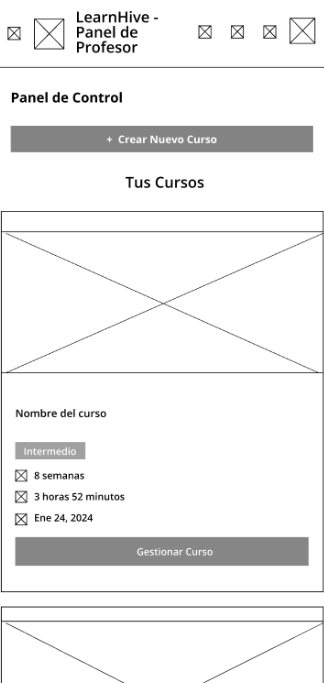 LearnHive -
Panel de
Profesor
Panel de Control
+ Crear Nuevo Curso
Tus Cursos
Nombre del curso
Intermedio
8 semanas
3 horas 52 minutos
Ene 24, 2024
Gestionar Curso